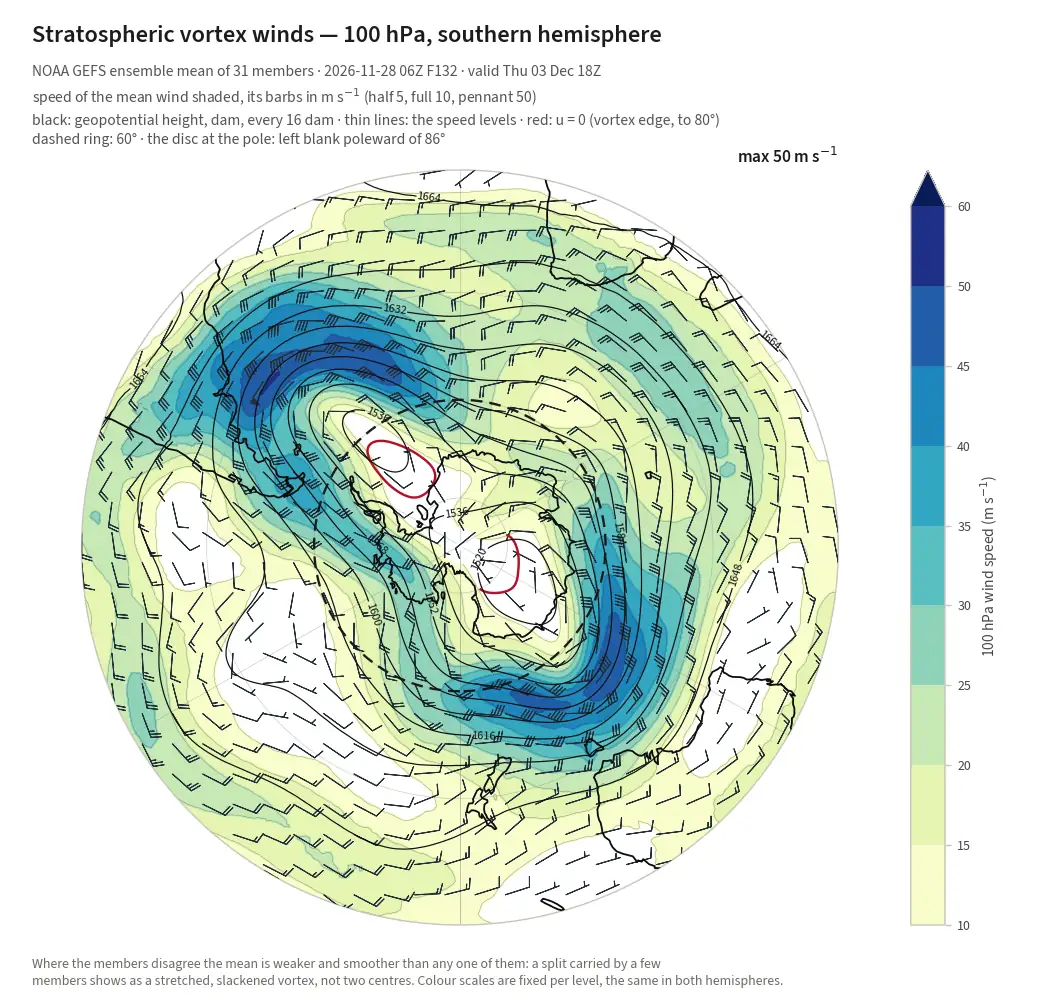 Stratospheric vortex winds — 100 hPa, southern hemisphere
NOAA GEFS ensemble mean of 31 members · 2026-11-28 06Z F132 · valid Thu 03 Dec 18Z
speed of the mean wind shaded, its barbs in m s⁻¹ (half 5, full 10, pennant 50)
black: geopotential height, dam, every 16 dam · thin lines: the speed levels · red: u = 0 (vortex edge, to 80°)
dashed ring: 60° · the disc at the pole: left blank poleward of 86°
max 50 m s⁻¹
1664
1632
1664
1664
1536
1536
1520
1648
1600
1616
60
50
45
40
35
30
25
20
15
10
100 hPa wind speed (m s⁻¹)
Where the members disagree the mean is weaker and smoother than any one of them: a split carried by a few
members shows as a stretched, slackened vortex, not two centres. Colour scales are fixed per level, the same in both hemispheres.